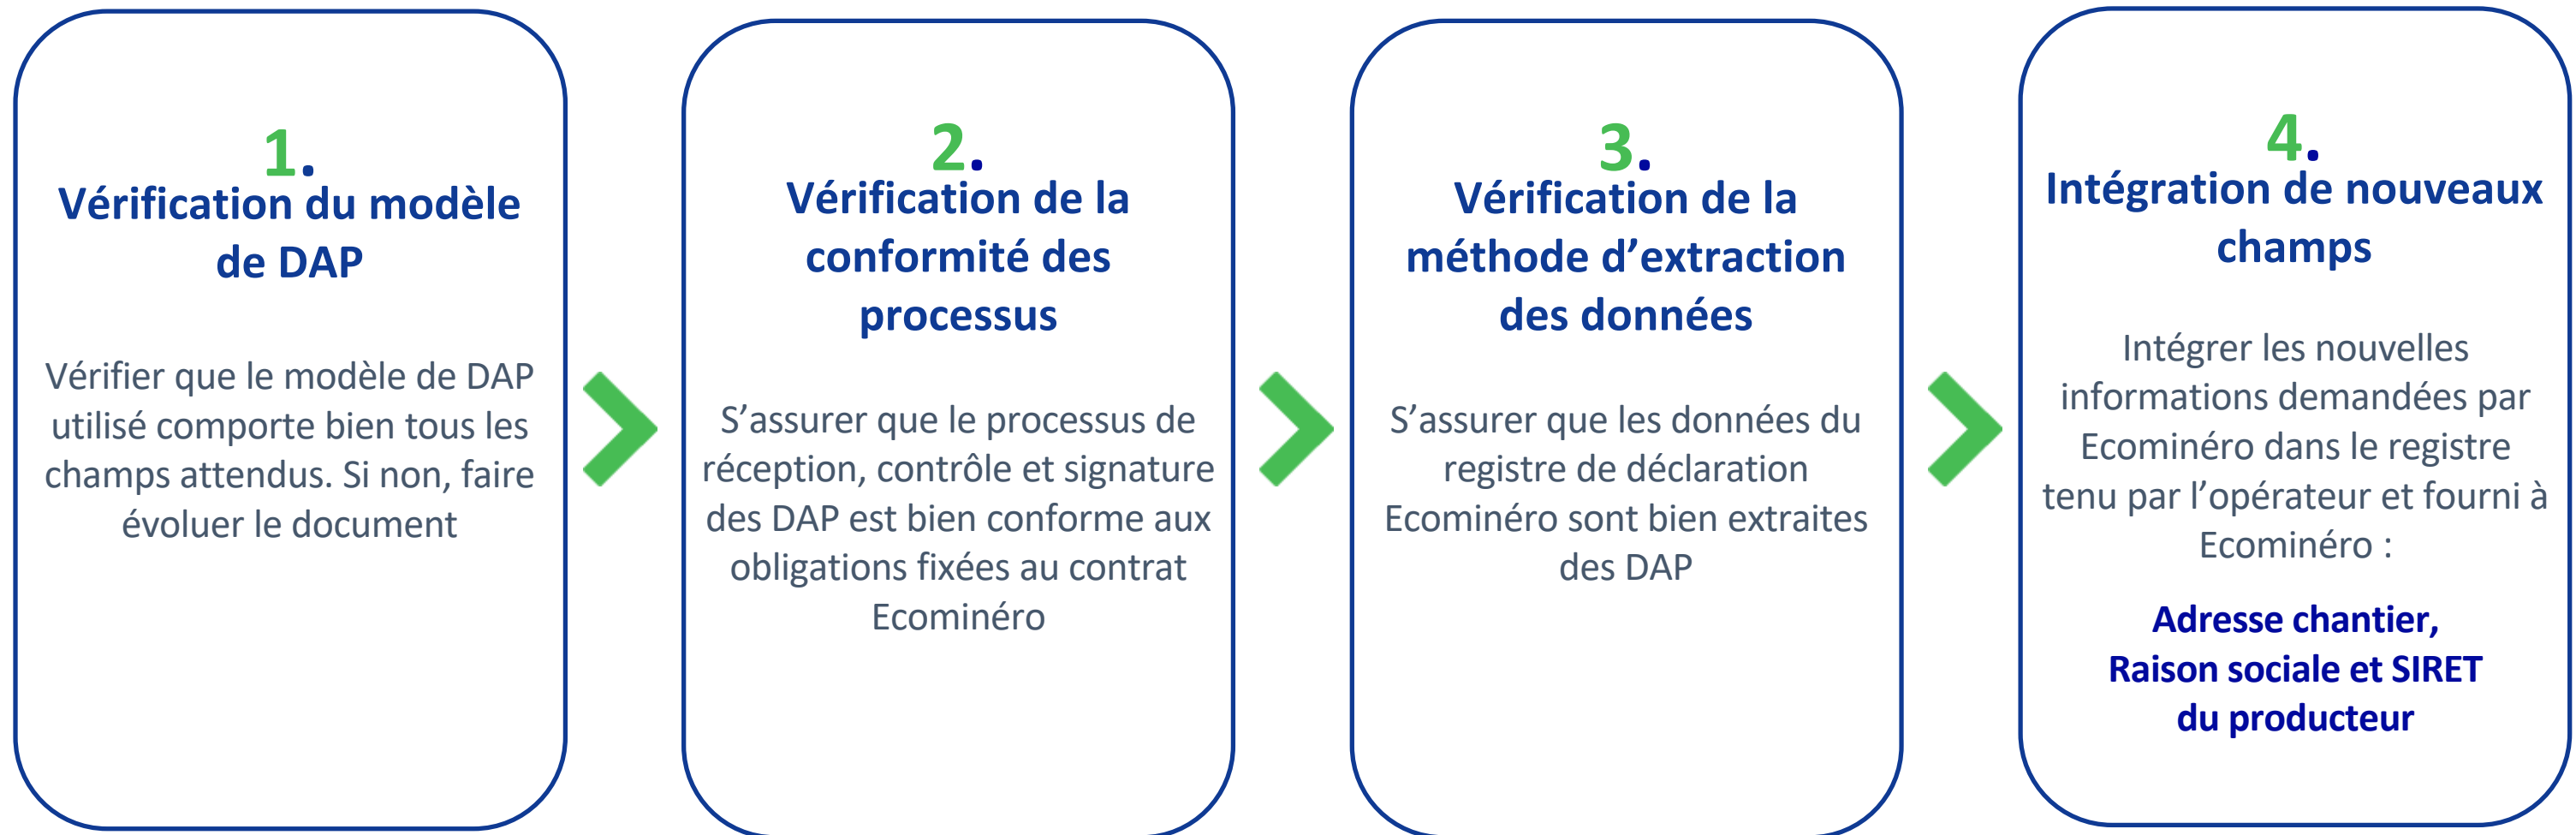 1.
Vérification du modèle
de DAP
Vérifier que le modèle de DAP
utilisé comporte bien tous les
champs attendus. Si non, faire
évoluer le document
2.
Vérification de la
conformité des
processus
S’assurer que le processus de
réception, contrôle et signature
des DAP est bien conforme aux
obligations fixées au contrat
Ecominéro
3.
Vérification de la
méthode d’extraction
des données
S’assurer que les données du
registre de déclaration
Ecominéro sont bien extraites
des DAP
4.
Intégration de nouveaux
champs
Intégrer les nouvelles
informations demandées par
Ecominéro dans le registre
tenu par l’opérateur et fourni à
Ecominéro :
Adresse chantier,
Raison sociale et SIRET
du producteur